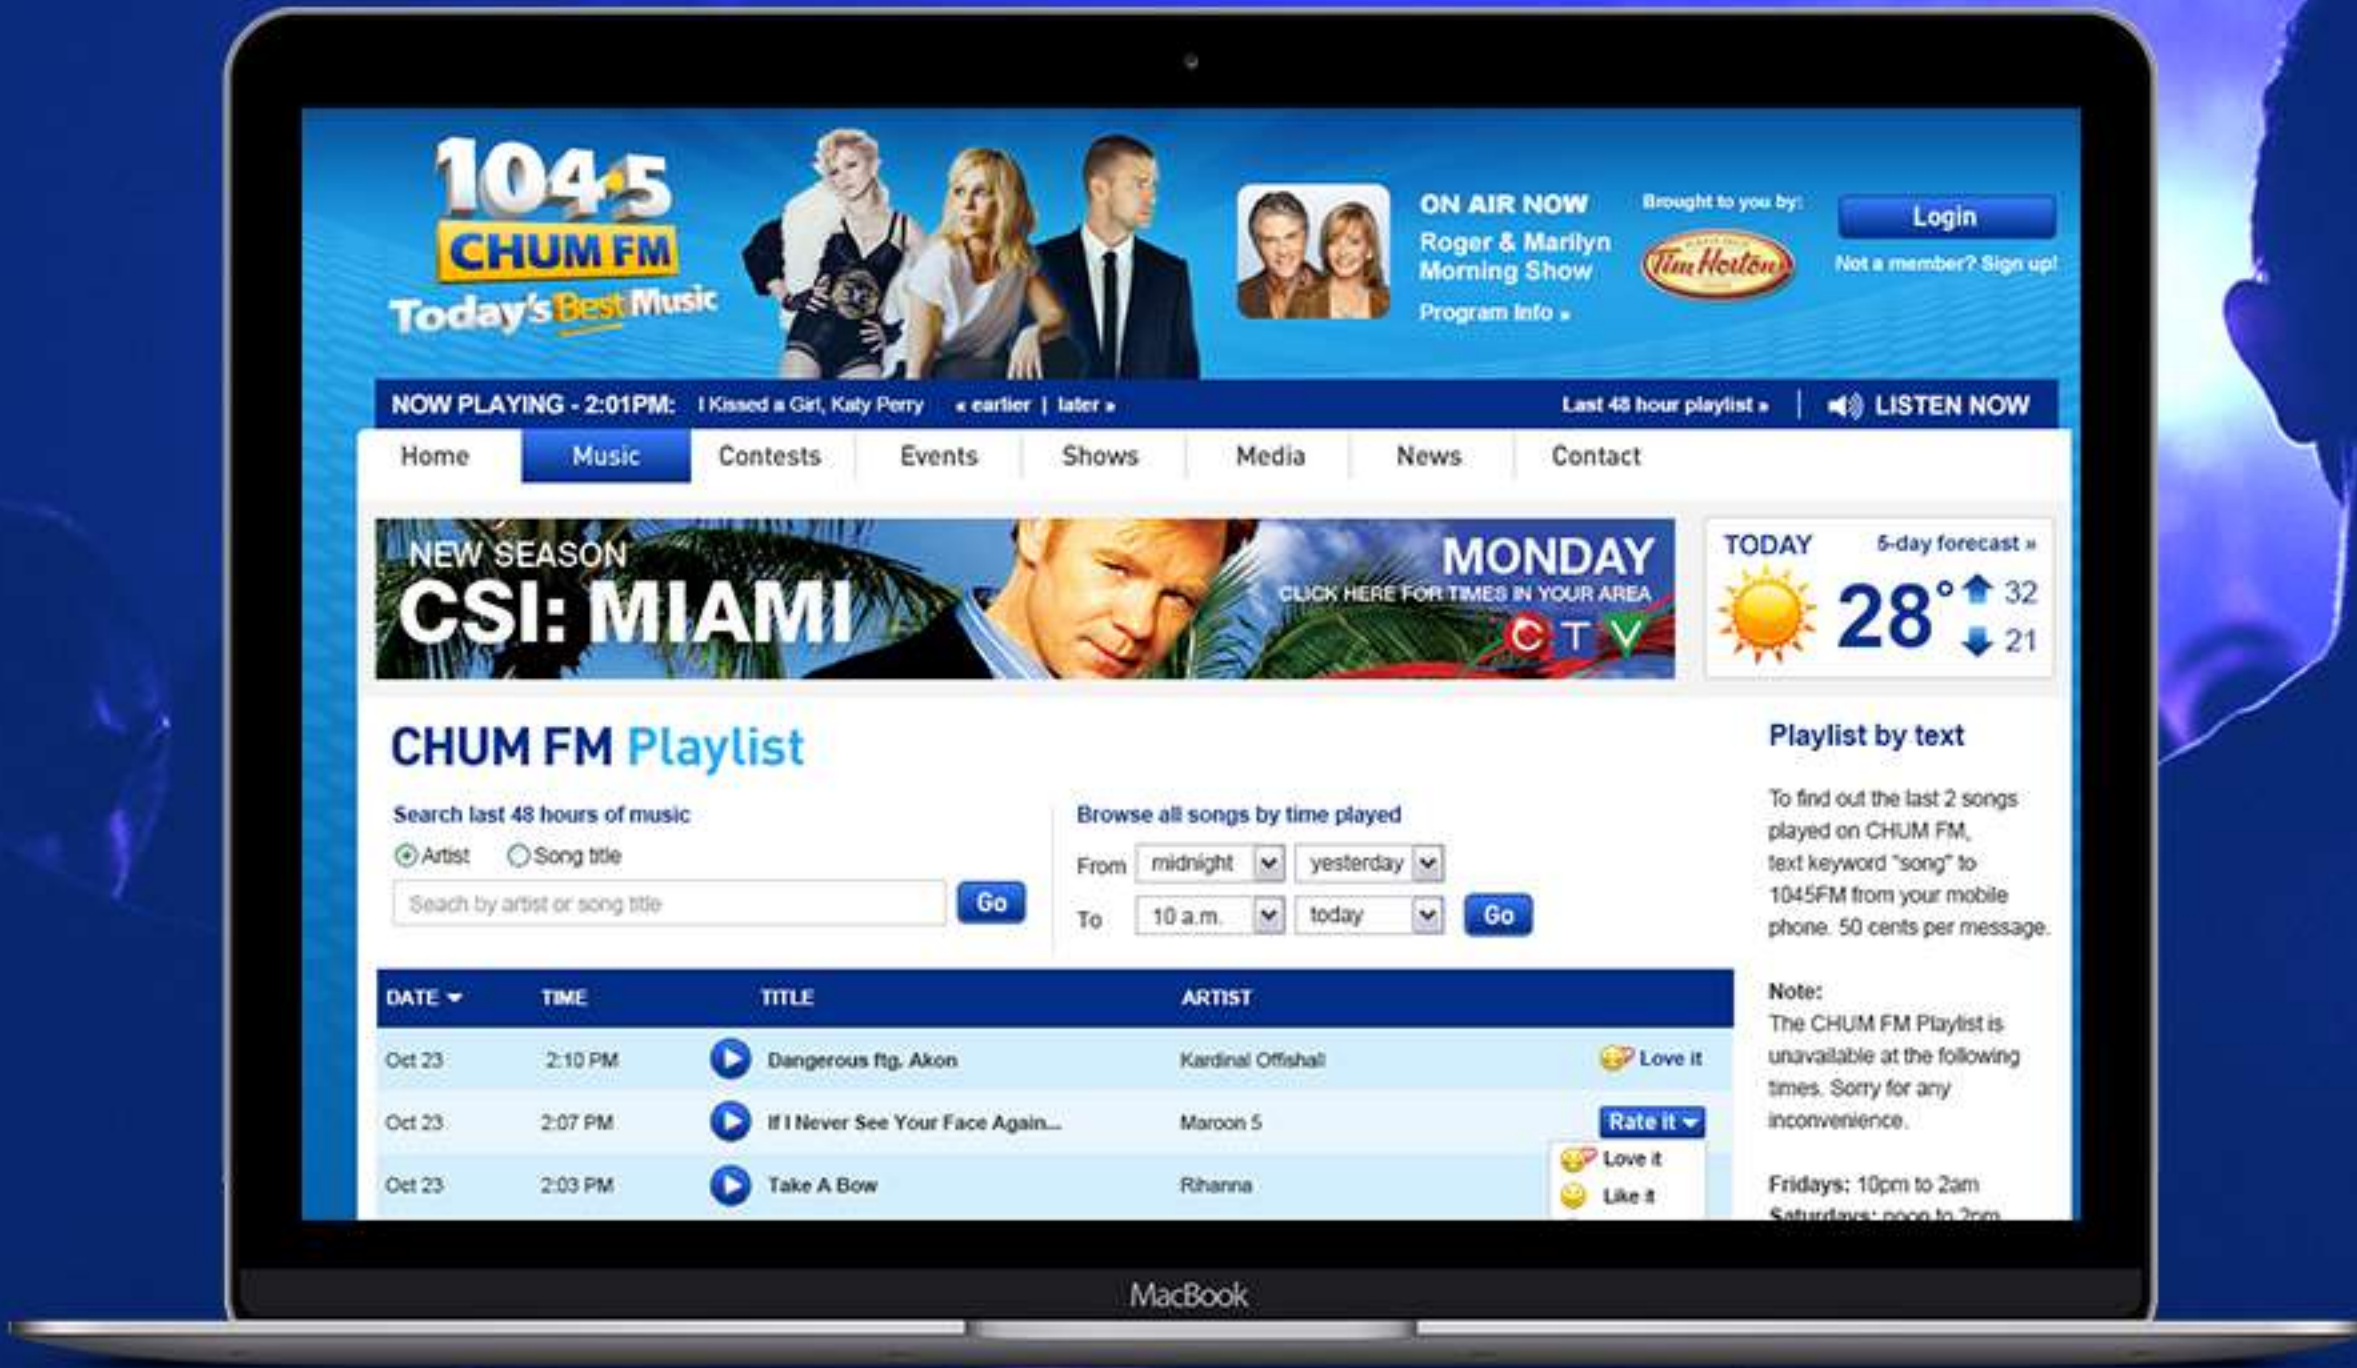 104.5
CHUM FM
Today's Best Music
ON AIR NOW
Roger & Marilyn
Morning Show
Program Info »
Brought to you by:
Tim Hortons
Login
Not a member? Sign up!
NOW PLAYING - 2:01PM: I Kissed a Girl, Katy Perry « earlier | later »
Last 48 hour playlist » | LISTEN NOW
Home Music Contests Events Shows Media News Contact
NEW SEASON
CSI: MIAMI
MONDAY
CLICK HERE FOR TIMES IN YOUR AREA
CTV
TODAY 5-day forecast »
28° 32
21
CHUM FM Playlist
Search last 48 hours of music
Artist Song title
Seach by artist or song title Go
Browse all songs by time played
From midnight yesterday
To 10 a.m. today Go
DATE TIME TITLE ARTIST
Oct 23 2:10 PM Dangerous ftg. Akon Kardinal Offishall Love it
Oct 23 2:07 PM If I Never See Your Face Again... Maroon 5 Rate it
Love it
Oct 23 2:03 PM Take A Bow Rihanna Like it
Playlist by text
To find out the last 2 songs
played on CHUM FM,
text keyword "song" to
1045FM from your mobile
phone. 50 cents per message.
Note:
The CHUM FM Playlist is
unavailable at the following
times. Sorry for any
inconvenience.
Fridays: 10pm to 2am
Saturdays: noon to 2pm
MacBook